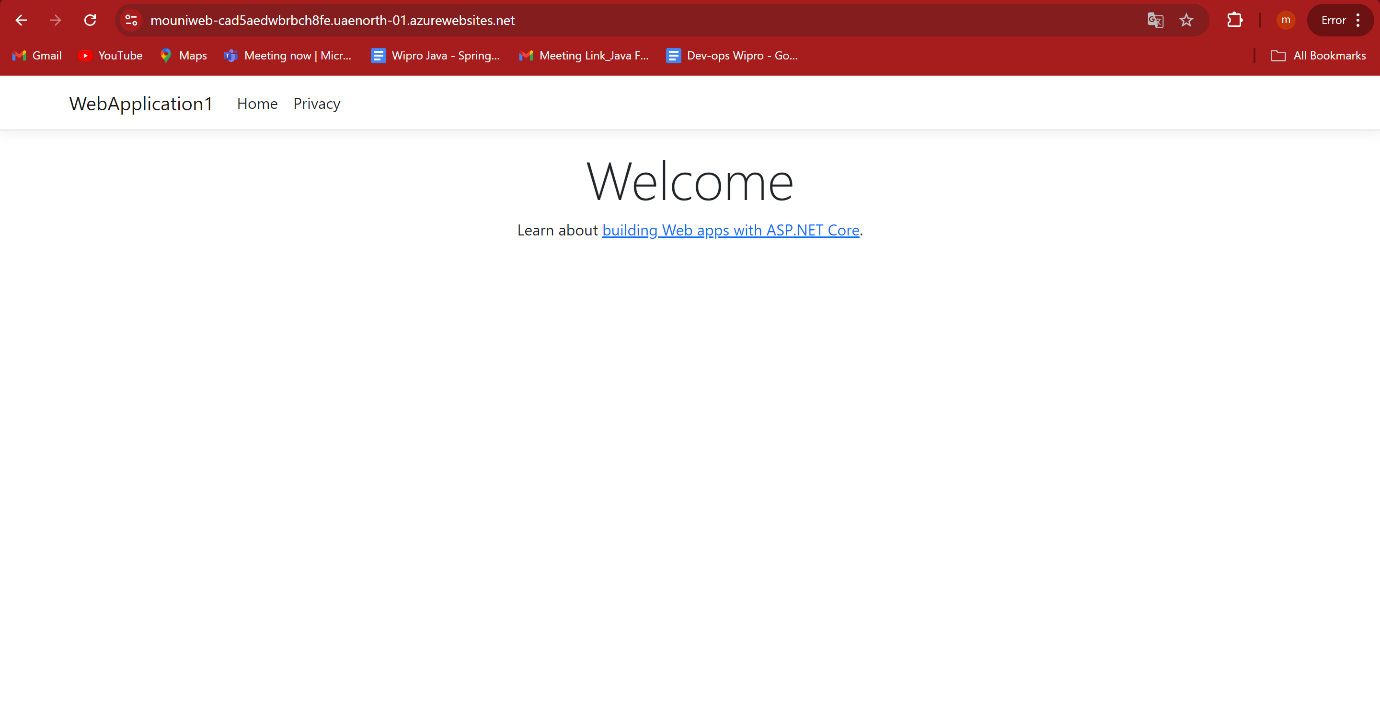 mouniweb-cad5aedwbrbch8fe.uaenorth-01.azurewebsites.net
m Error
Gmail YouTube Maps Meeting now | Micr... Wipro Java - Spring... Meeting Link_Java F... Dev-ops Wipro - Go... All Bookmarks
WebApplication1 Home Privacy
Welcome
Learn about building Web apps with ASP.NET Core.